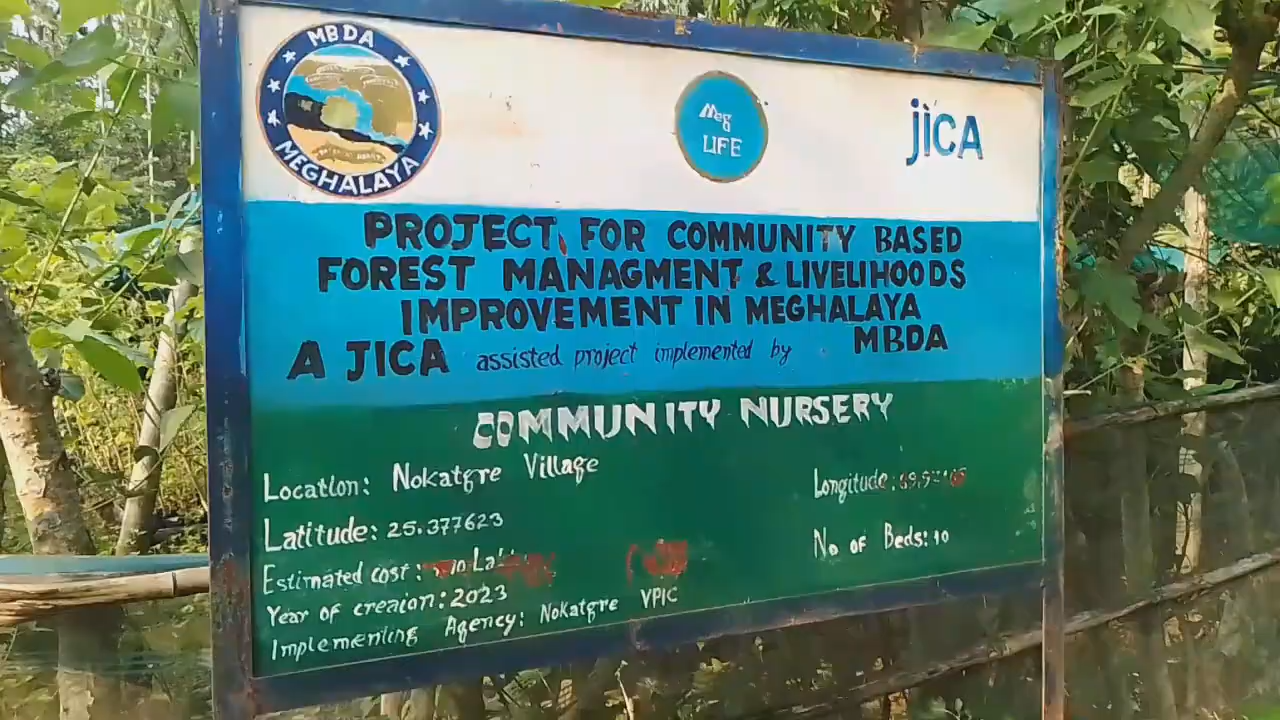 MBDA
MEGHALAYA
Meg
LIFE
jiCA
PROJECT FOR COMMUNITY BASED
FOREST MANAGMENT & LIVELIHOODS
IMPROVEMENT IN MEGHALAYA
A JICA assisted project implemented by MBDA
COMMUNITY NURSERY
Location: Nokatgre Village
Longitude:
Latitude: 25.377623
No of Beds: 10
Estimated cost:
Year of creaion: 2023
Implemening Agency: Nokatgre VPIC